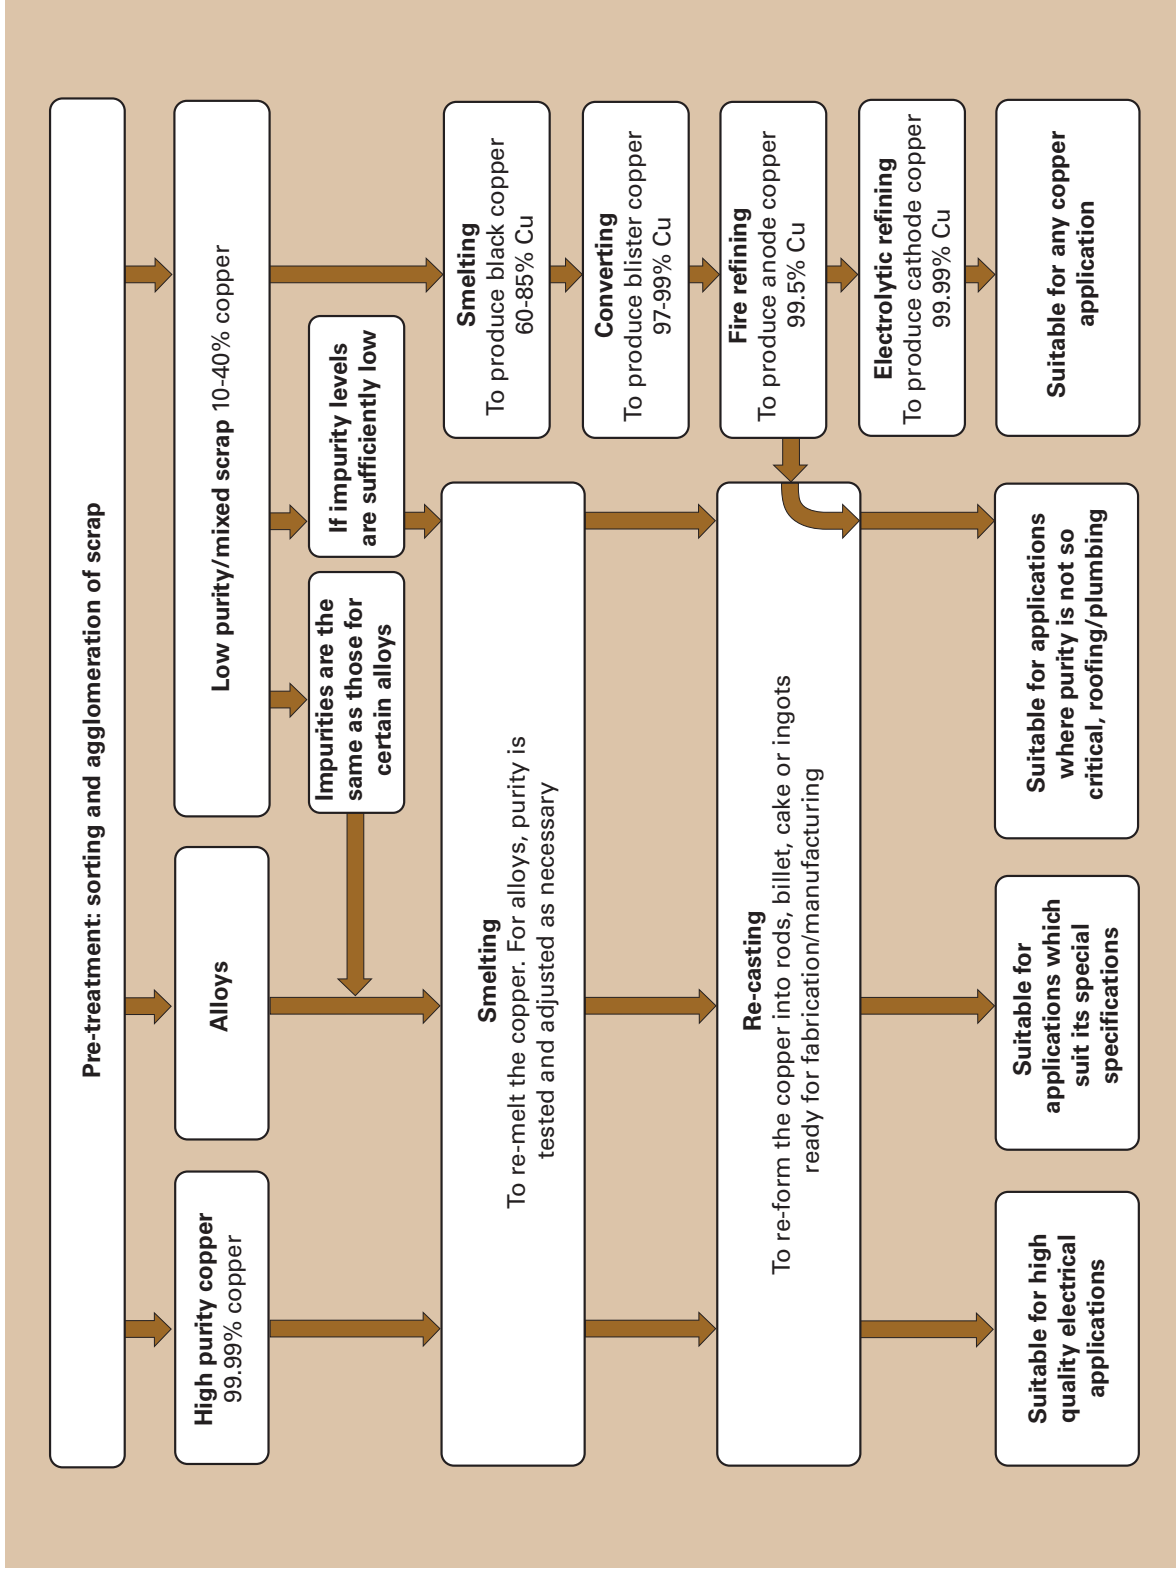 Pre-treatment: sorting and agglomeration of scrap
High purity copper
99.99% copper
Alloys
Low purity/mixed scrap 10-40% copper
Impurities are the
same as those for
certain alloys
If impurity levels
are sufficiently low
Smelting
To re-melt the copper. For alloys, purity is
tested and adjusted as necessary
Smelting
To produce black copper
60-85% Cu
Converting
To produce blister copper
97-99% Cu
Re-casting
To re-form the copper into rods, billet, cake or ingots
ready for fabrication/manufacturing
Fire refining
To produce anode copper
99.5% Cu
Electrolytic refining
To produce cathode copper
99.99% Cu
Suitable for high
quality electrical
applications
Suitable for
applications which
suit its special
specifications
Suitable for applications
where purity is not so
critical, roofing/plumbing
Suitable for any copper
application